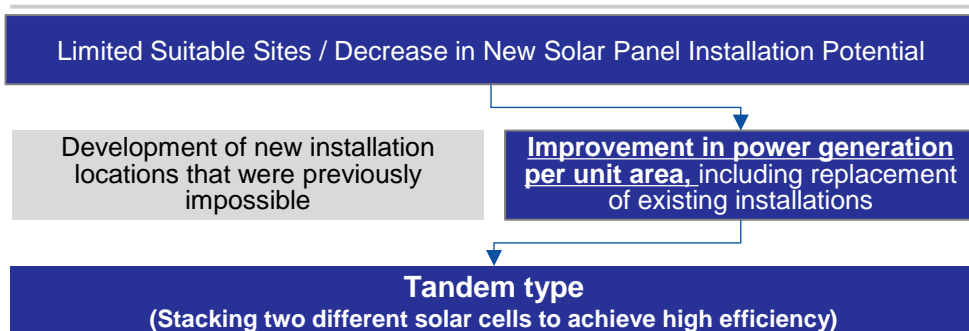 Limited Suitable Sites / Decrease in New Solar Panel Installation Potential
Development of new installation
locations that were previously
impossible
Improvement in power generation
per unit area, including replacement
of existing installations
Tandem type
(Stacking two different solar cells to achieve high efficiency)